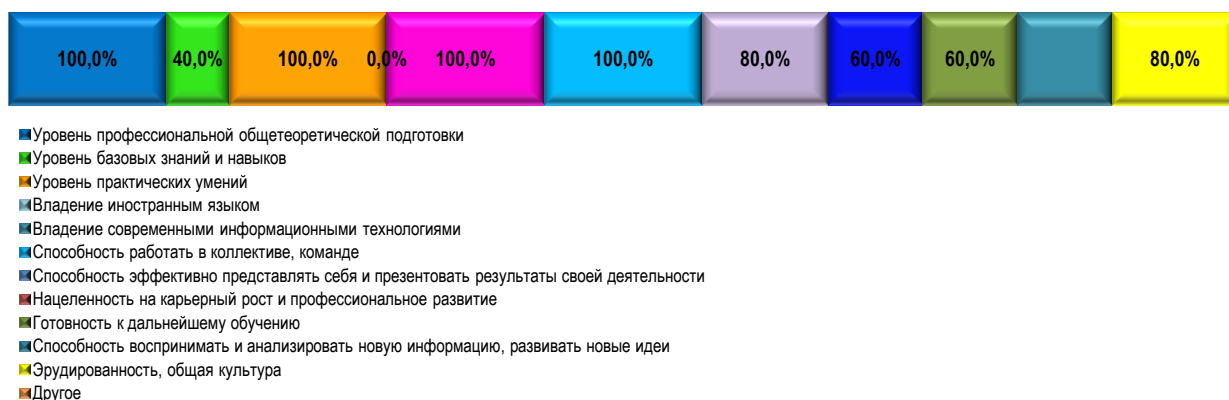 100,0% 40,0% 100,0% 0,0% 100,0% 100,0% 80,0% 60,0% 60,0% 80,0%
Уровень профессиональной общетеоретической подготовки
Уровень базовых знаний и навыков
Уровень практических умений
Владение иностранным языком
Владение современными информационными технологиями
Способность работать в коллективе, команде
Способность эффективно представлять себя и презентовать результаты своей деятельности
Нацеленность на карьерный рост и профессиональное развитие
Готовность к дальнейшему обучению
Способность воспринимать и анализировать новую информацию, развивать новые идеи
Эрудированность, общая культура
Другое